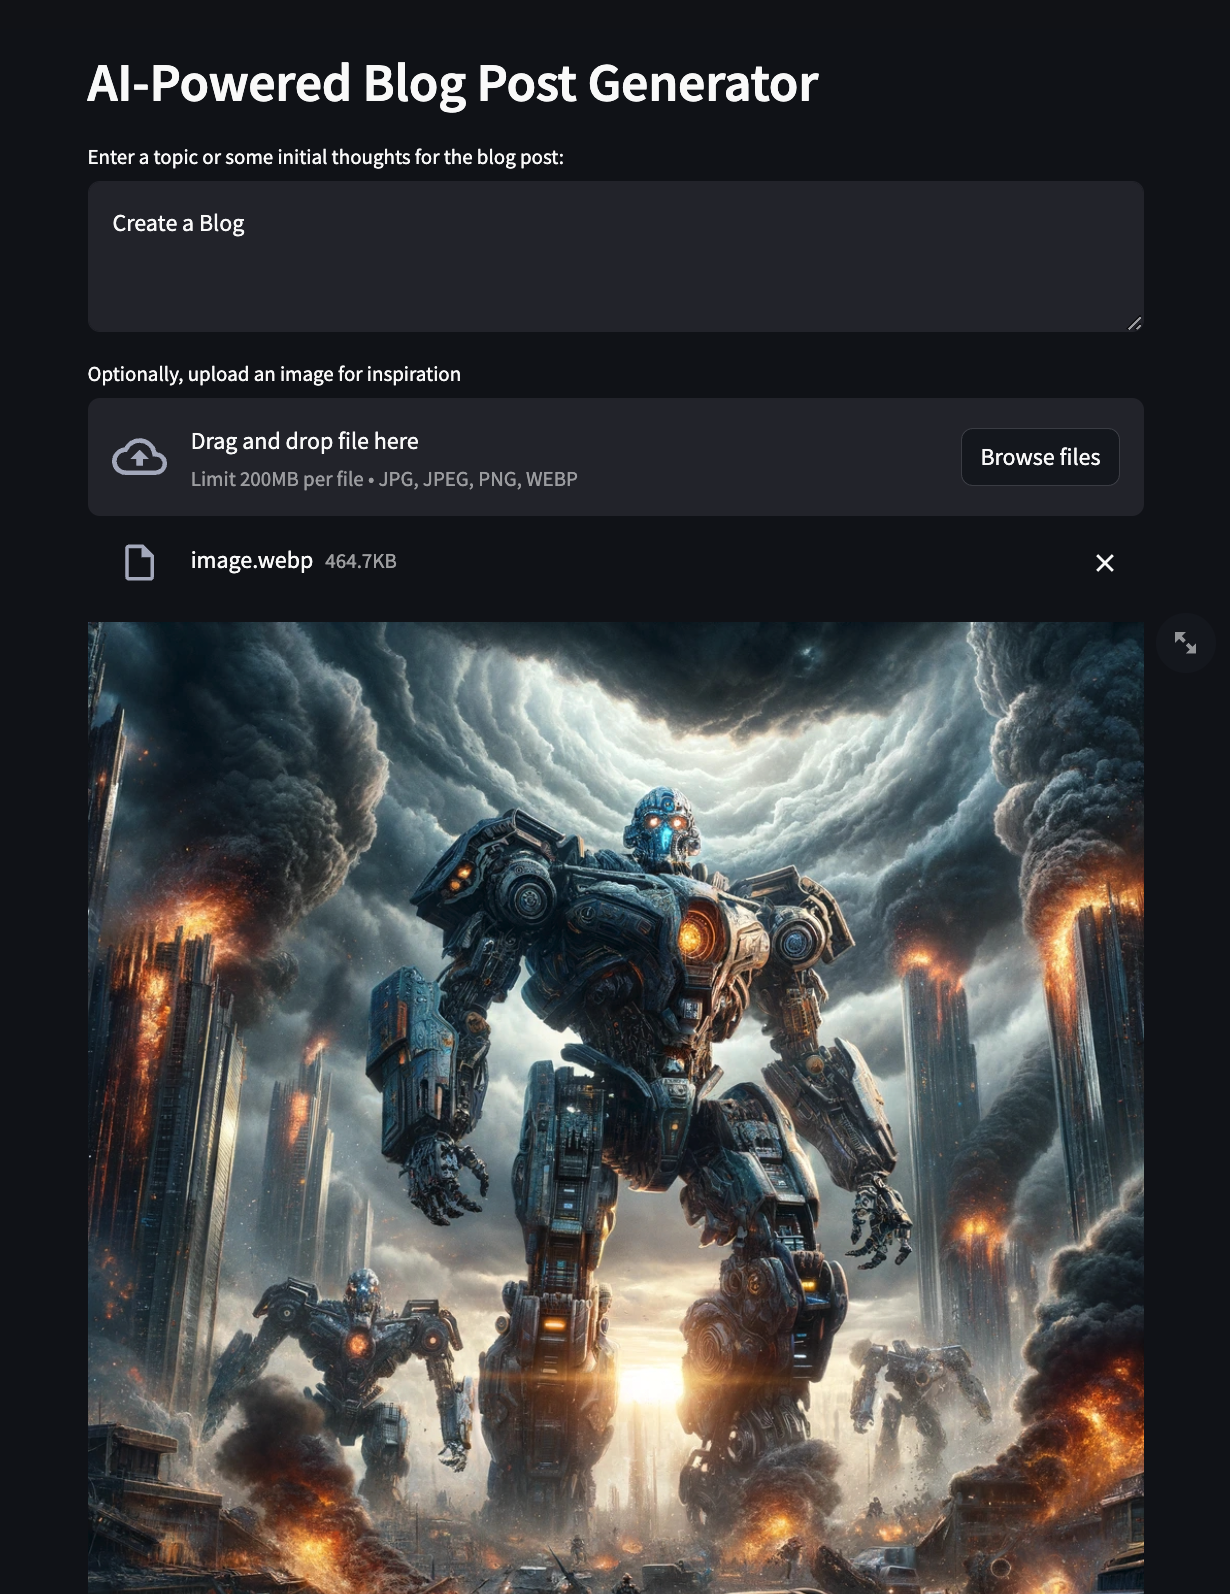 AI-Powered Blog Post Generator
Enter a topic or some initial thoughts for the blog post:
Create a Blog
Optionally, upload an image for inspiration
Drag and drop file here
Limit 200MB per file • JPG, JPEG, PNG, WEBP
Browse files
image.webp 464.7KB